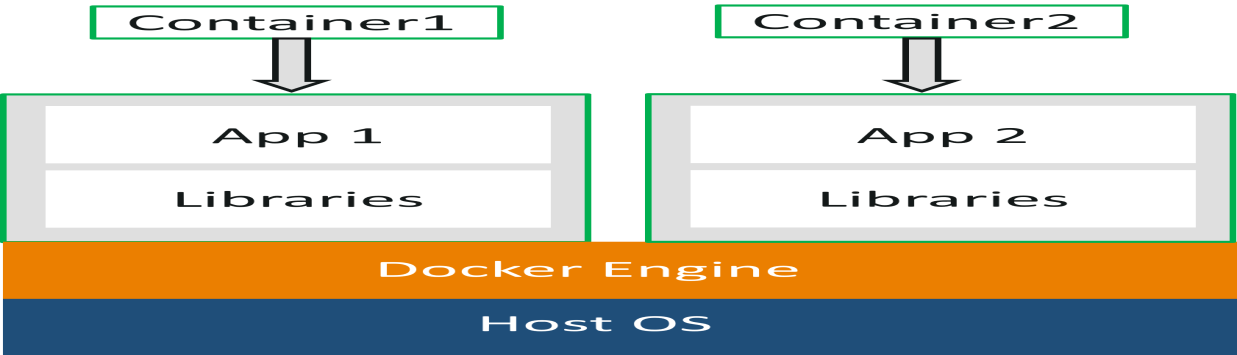 Container1
Container2
App 1
App 2
Libraries
Libraries
Docker Engine
Host OS